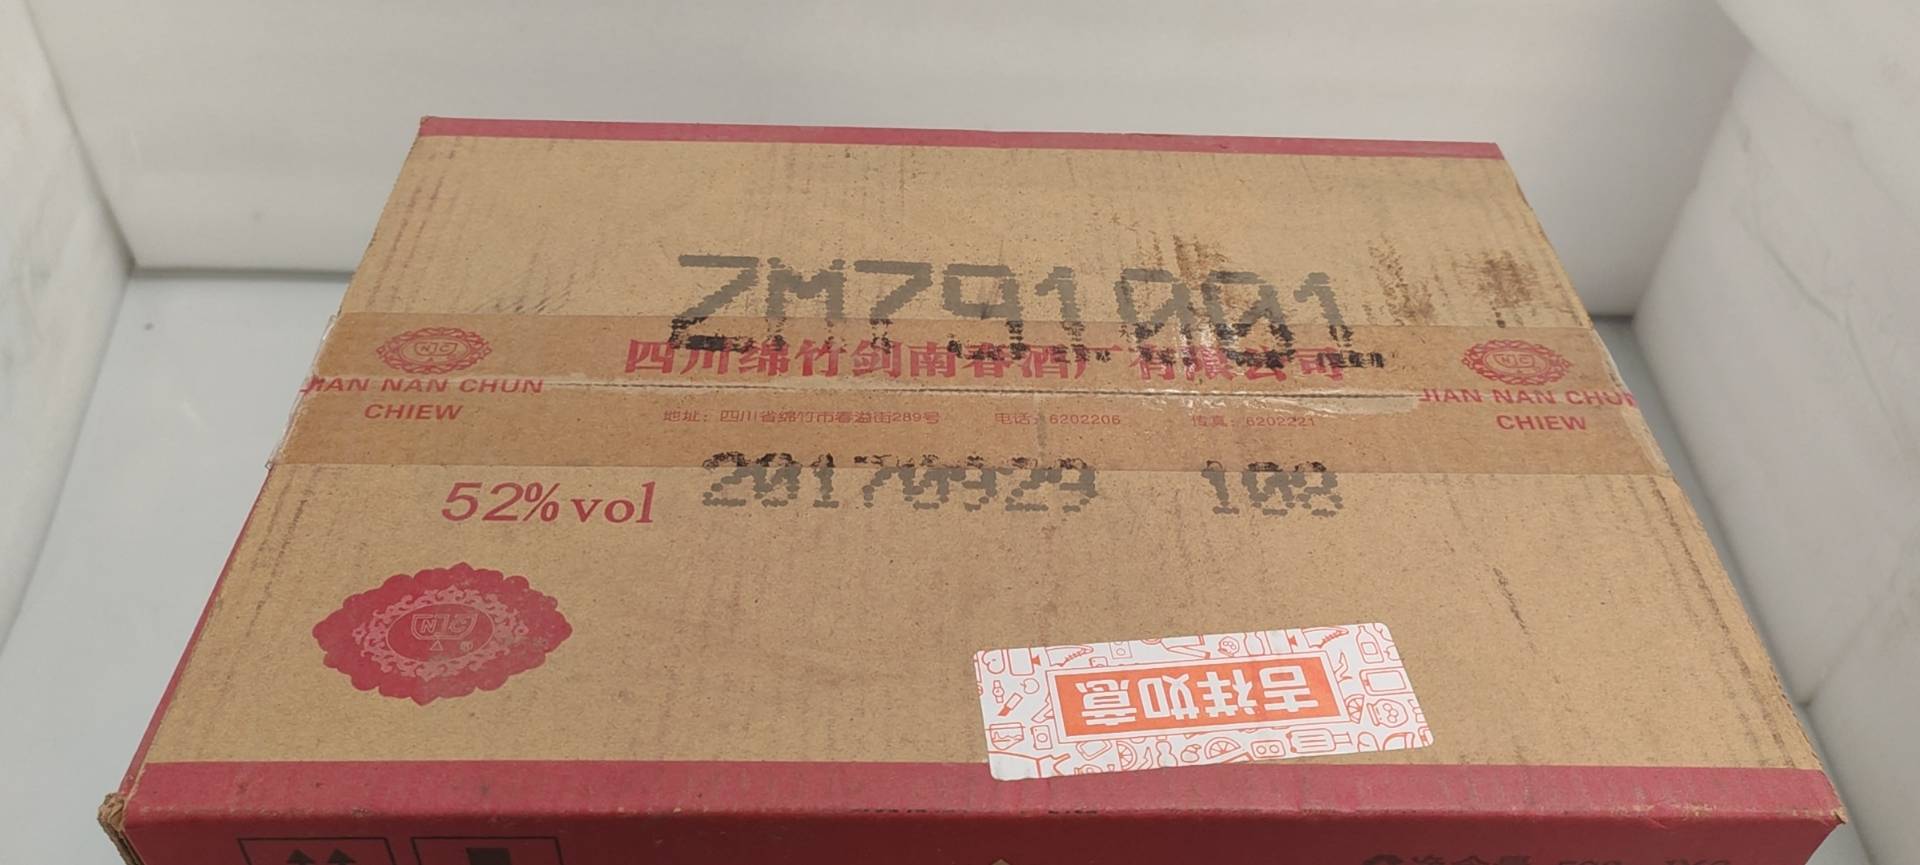 ZM791001
四川绵竹剑南春酒厂有限公司
JIAN NAN CHUN
CHIEW
JIAN NAN CHUN
CHIEW
地址：四川省绵竹市春溢街289号 电话：6202206 传真：6202221
20170929 108
52%vol
吉祥如意